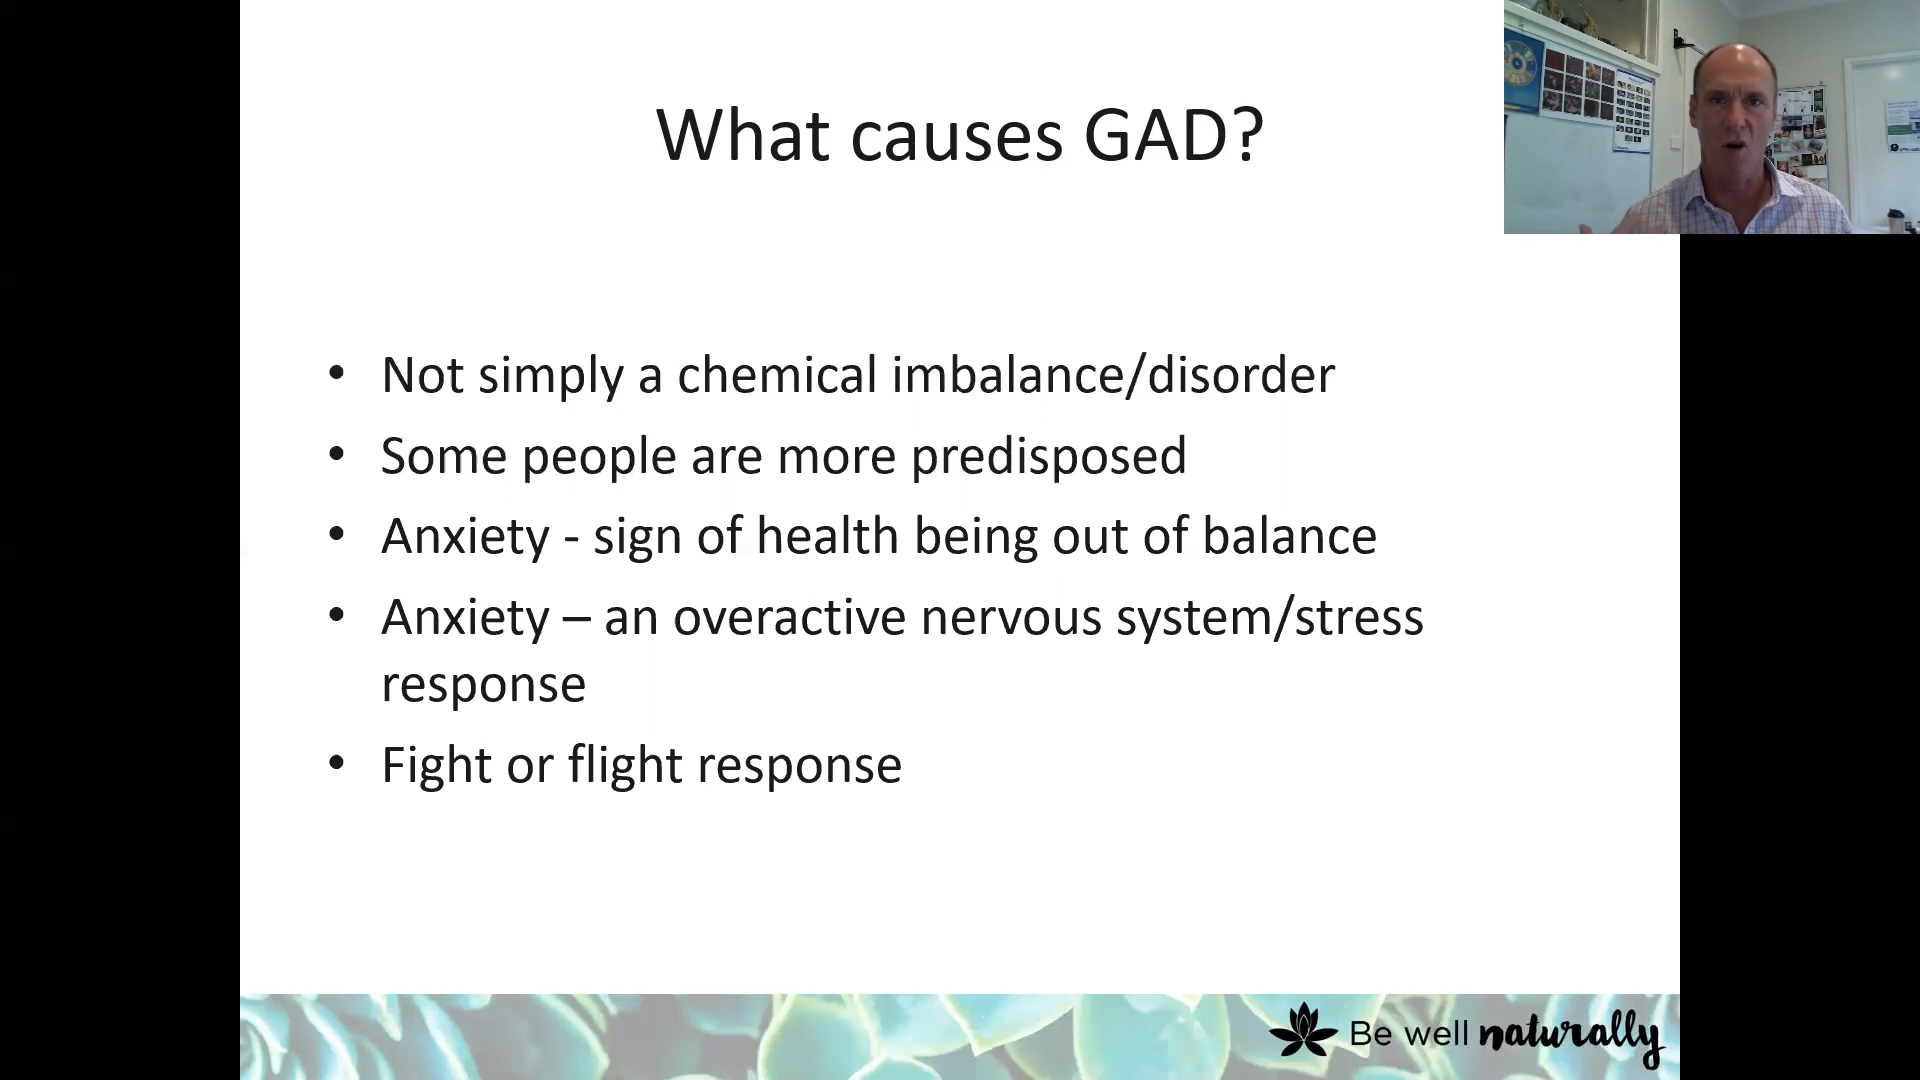 What causes GAD?
• Not simply a chemical imbalance/disorder
• Some people are more predisposed
• Anxiety - sign of health being out of balance
• Anxiety – an overactive nervous system/stress
response
• Fight or flight response
Be well naturally